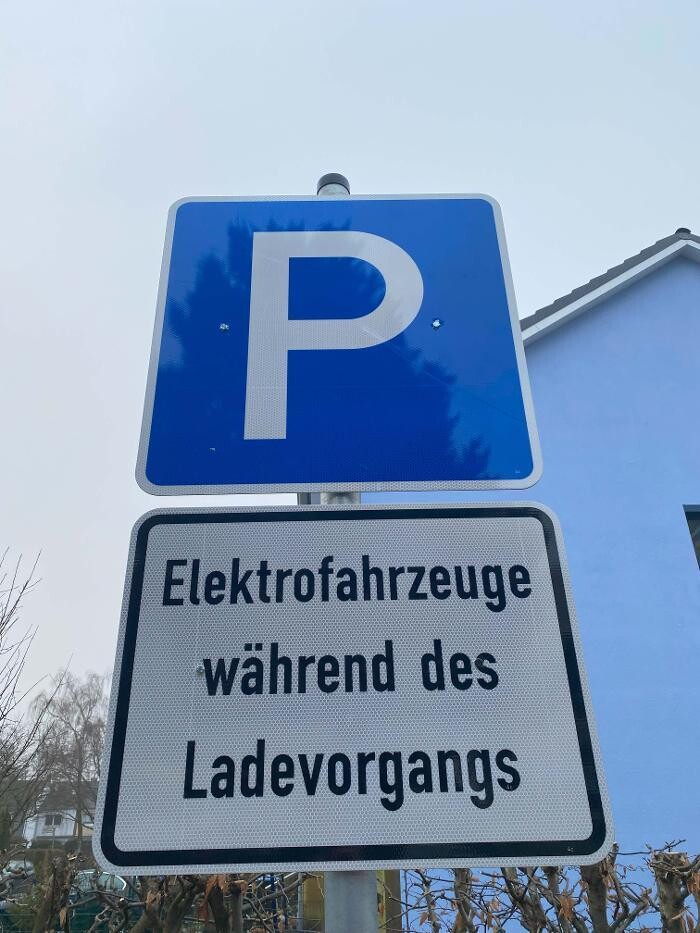 P
Elektrofahrzeuge
während des
Ladevorgangs